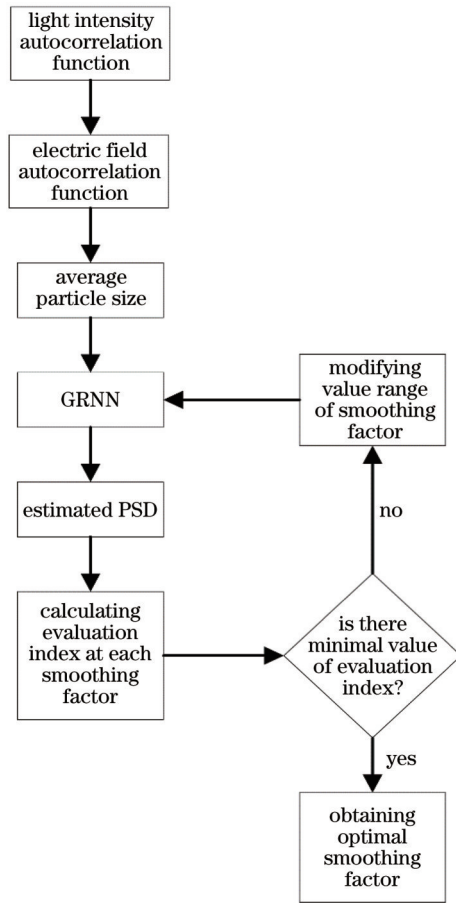 light intensity
autocorrelation
function
electric field
autocorrelation
function
average
particle size
GRNN
estimated PSD
calculating
evaluation
index at each
smoothing
factor
modifying
value range
of smoothing
factor
no
is there
minimal value
of evaluation
index?
yes
obtaining
optimal
smoothing
factor